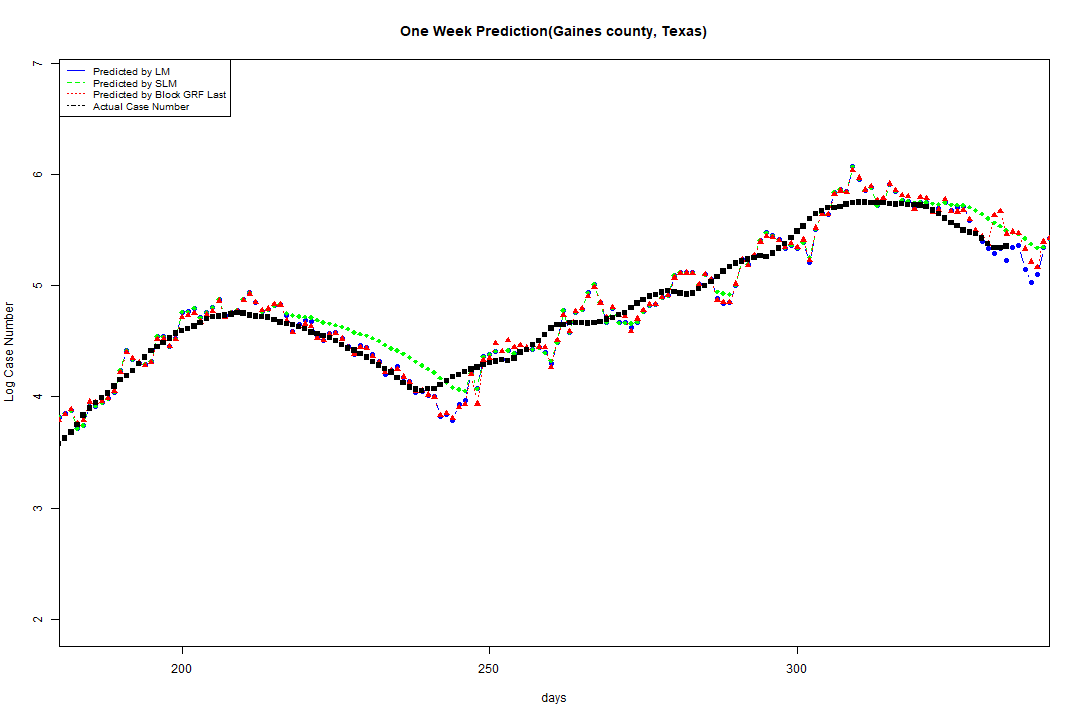 One Week Prediction(Gaines county, Texas)
Predicted by LM
Predicted by SLM
Predicted by Block GRF Last
Actual Case Number
7
6
5
4
3
2
Log Case Number
200
250
300
days